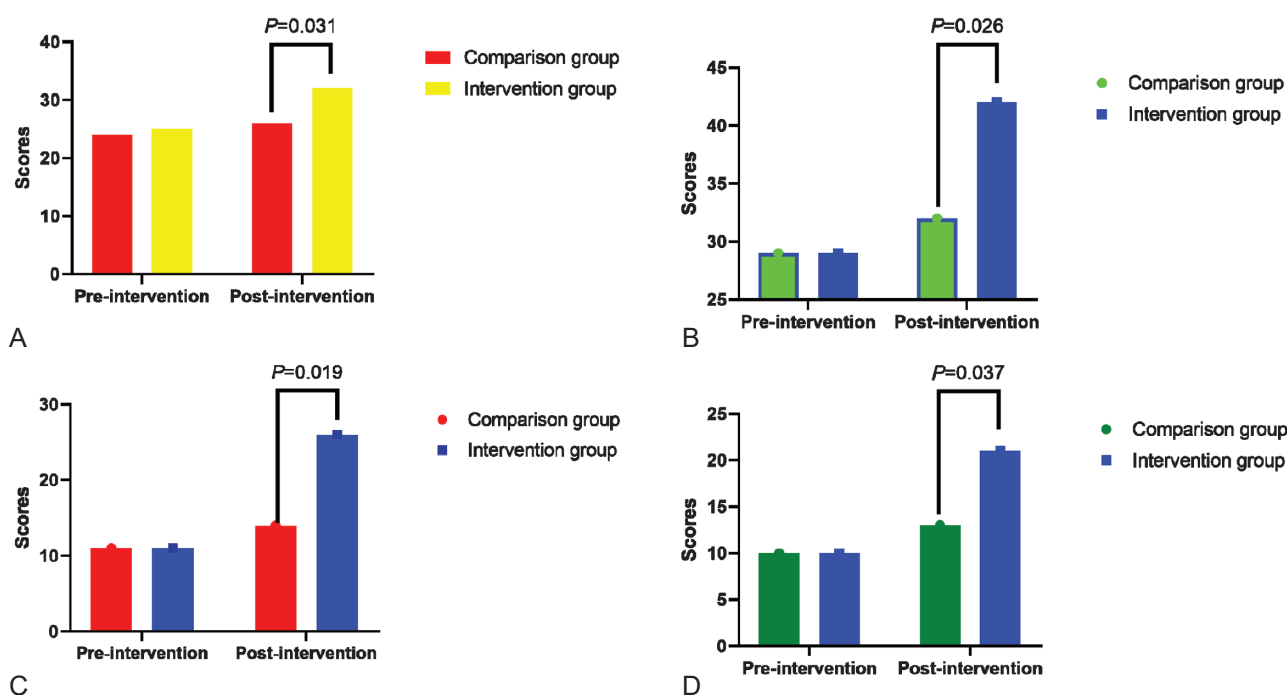 P=0.031
40
30
20
10
0
Scores
Pre-intervention
Post-intervention
Comparison group
Intervention group
A
P=0.026
45
40
35
30
25
Scores
Pre-intervention
Post-intervention
Comparison group
Intervention group
B
P=0.019
30
20
10
0
Scores
Pre-intervention
Post-intervention
Comparison group
Intervention group
C
P=0.037
25
20
15
10
5
0
Scores
Pre-intervention
Post-intervention
Comparison group
Intervention group
D